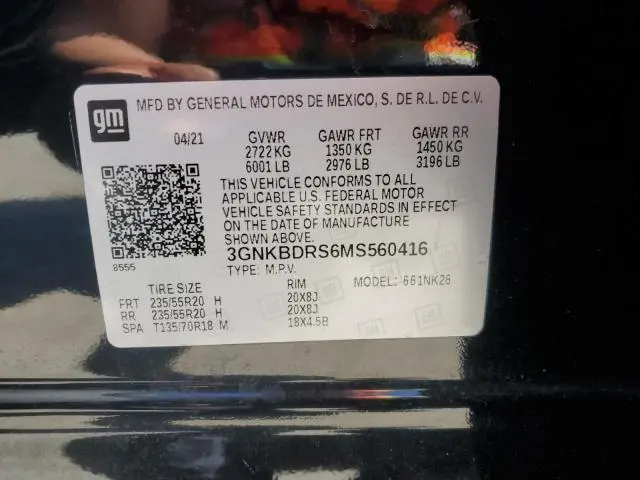 gm
MFD BY GENERAL MOTORS DE MEXICO, S. DE R.L. DE C.V.
04/21 GVWR GAWR FRT GAWR RR
2722 KG 1350 KG 1450 KG
6001 LB 2976 LB 3196 LB
THIS VEHICLE CONFORMS TO ALL
APPLICABLE U.S. FEDERAL MOTOR
VEHICLE SAFETY STANDARDS IN EFFECT
ON THE DATE OF MANUFACTURE
SHOWN ABOVE.
8555
3GNKBDRS6MS560416
TYPE: M.P.V. MODEL: 661NK26
TIRE SIZE RIM
FRT 235/55R20 H 20X8J
RR 235/55R20 H 20X8J
SPA T135/70R18 M 18X4.5B